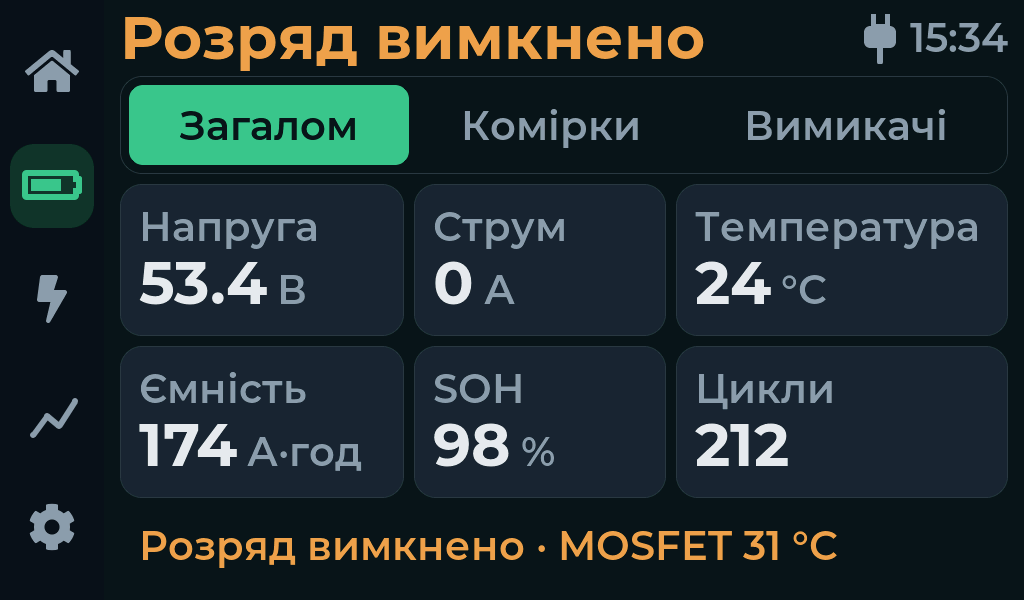 Розряд вимкнено 15:34
Загалом Комірки Вимикачі
Напруга Струм Температура
53.4 В 0 А 24 °C
Ємність SOH Цикли
174 А·год 98 % 212
Розряд вимкнено · MOSFET 31 °C